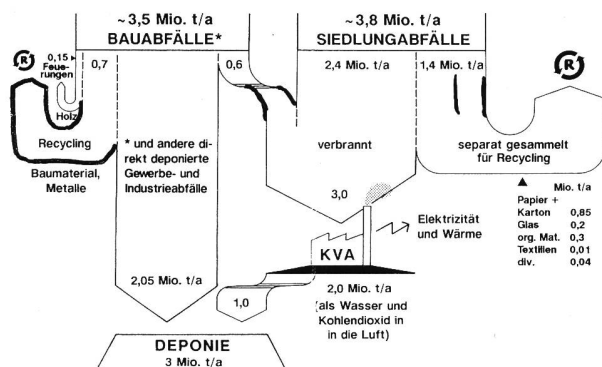 ~3,5 Mio. t/a
BAUABFÄLLE*
~3,8 Mio. t/a
SIEDLUNGABFÄLLE
R
0,15
Feue-
rungen
0,7
0,6
2,4 Mio. t/a
1,4 Mio. t/a
R
Holz
Recycling
Baumaterial,
Metalle
* und andere di-
rekt deponierte
Gewerbe- und
Industrieabfälle
verbrannt
separat gesammelt
für Recycling
3,0
Mio. t/a
Papier +
Karton 0,85
Glas 0,2
org. Mat. 0,3
Textilien 0,01
div. 0,04
Elektrizität
und Wärme
KVA
2,05 Mio. t/a
1,0
2,0 Mio. t/a
(als Wasser und
Kohlendioxid in
in die Luft)
DEPONIE
3 Mio. t/a